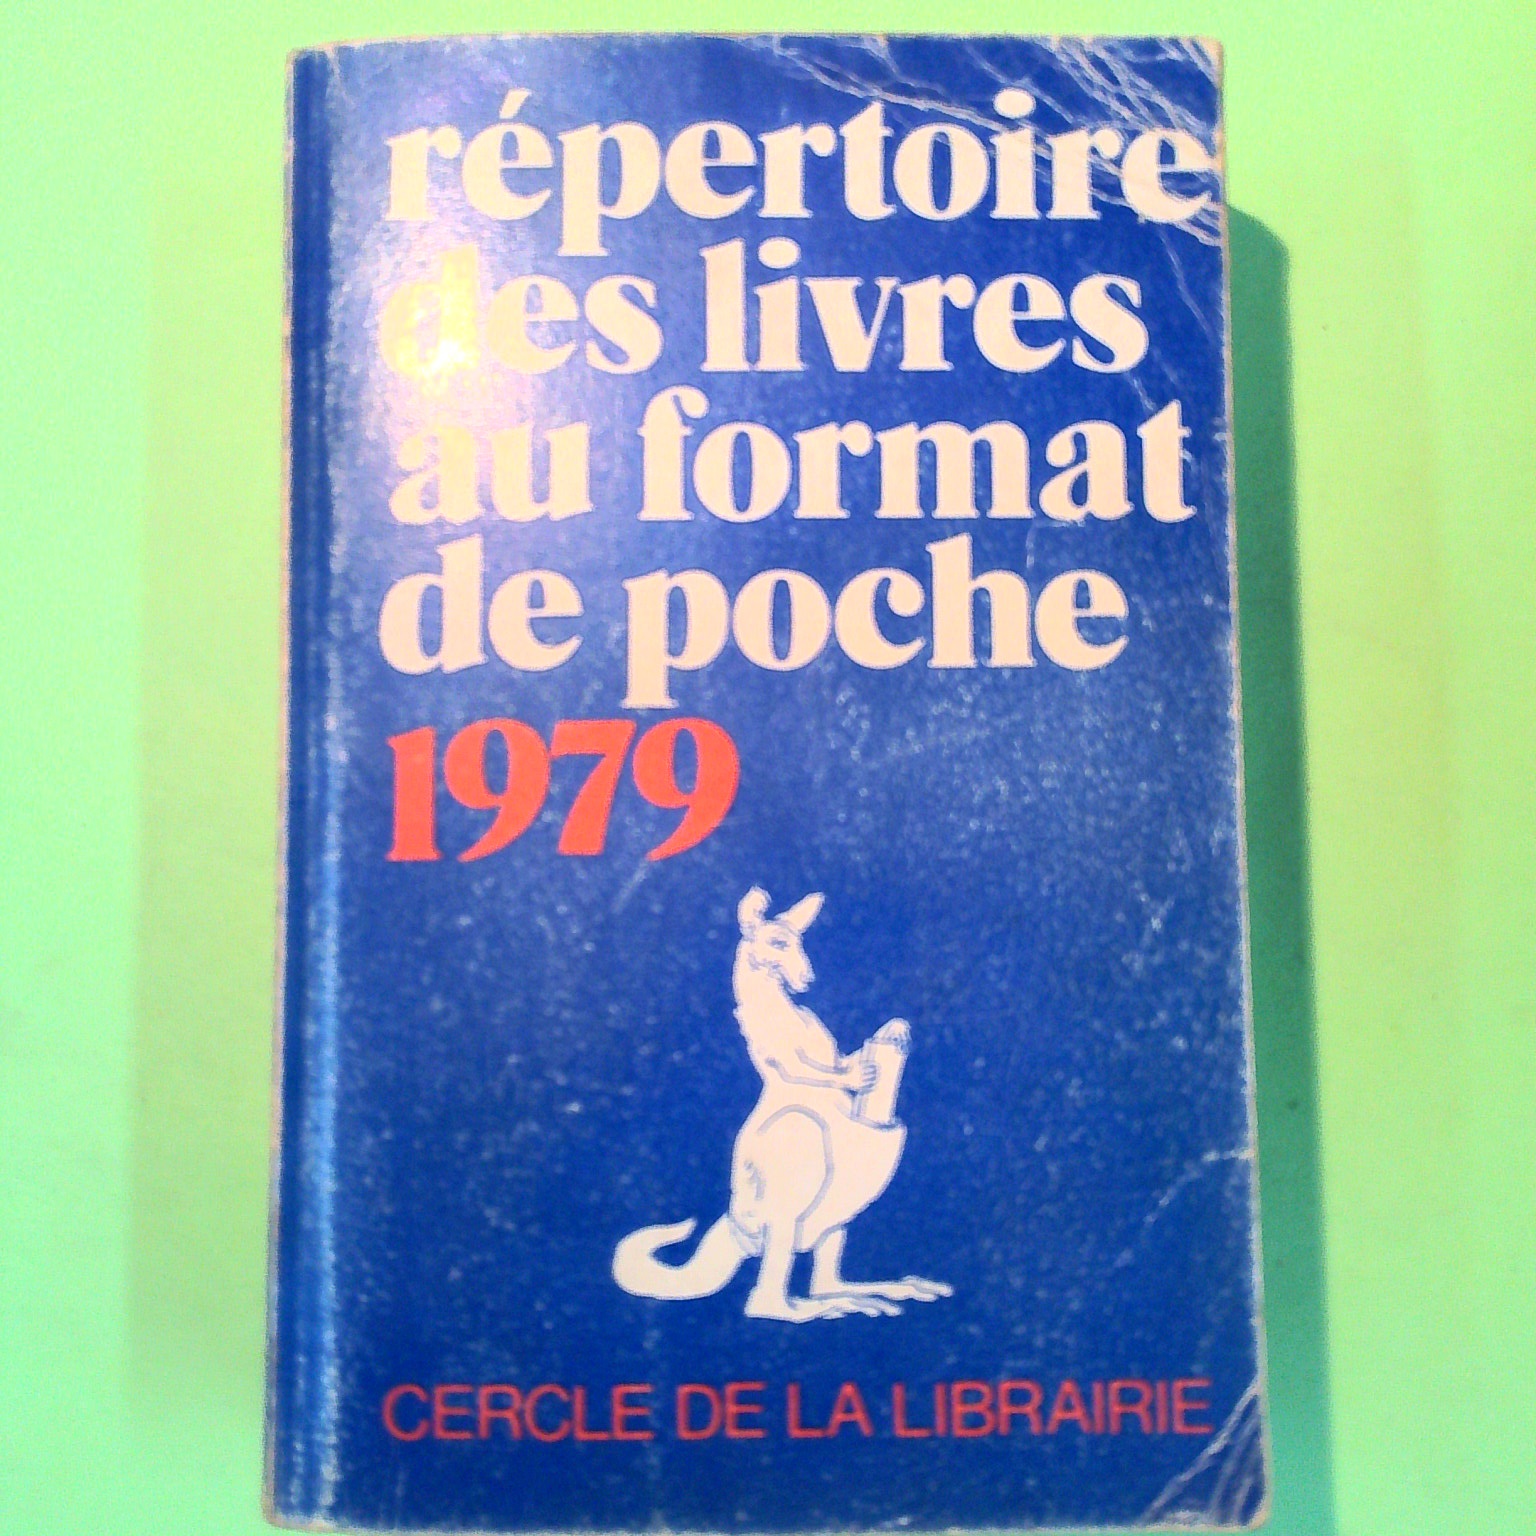 répertoire
des livres
au format
de poche
1979
CERCLE DE LA LIBRAIRIE